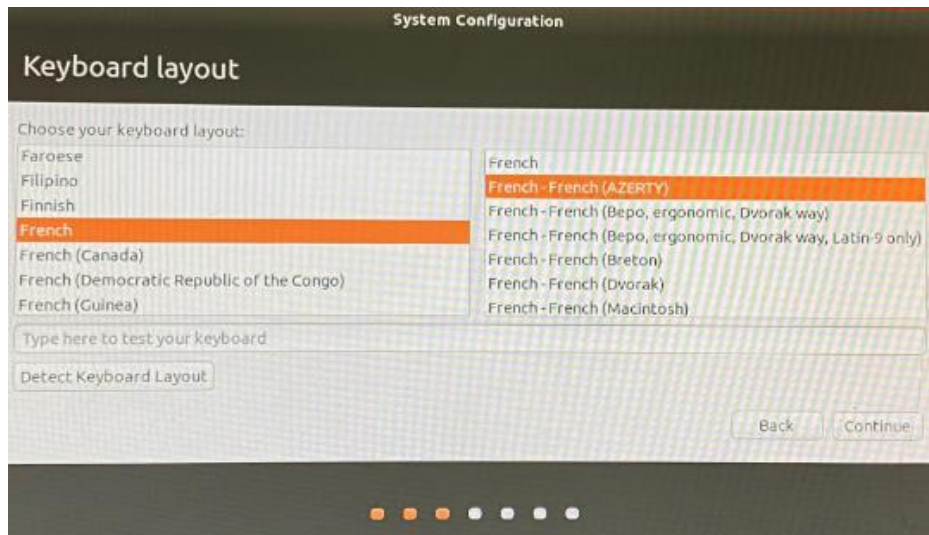 System Configuration
Keyboard layout
Choose your keyboard layout:
Faroese
Filipino
Finnish
French
French (Canada)
French (Democratic Republic of the Congo)
French (Guinea)
French
French - French (AZERTY)
French - French (Bepo, ergonomic, Dvorak way)
French - French (Bepo, ergonomic, Dvorak way, Latin-9 only)
French - French (Breton)
French - French (Dvorak)
French - French (Macintosh)
Type here to test your keyboard
Detect Keyboard Layout
Back
Continue